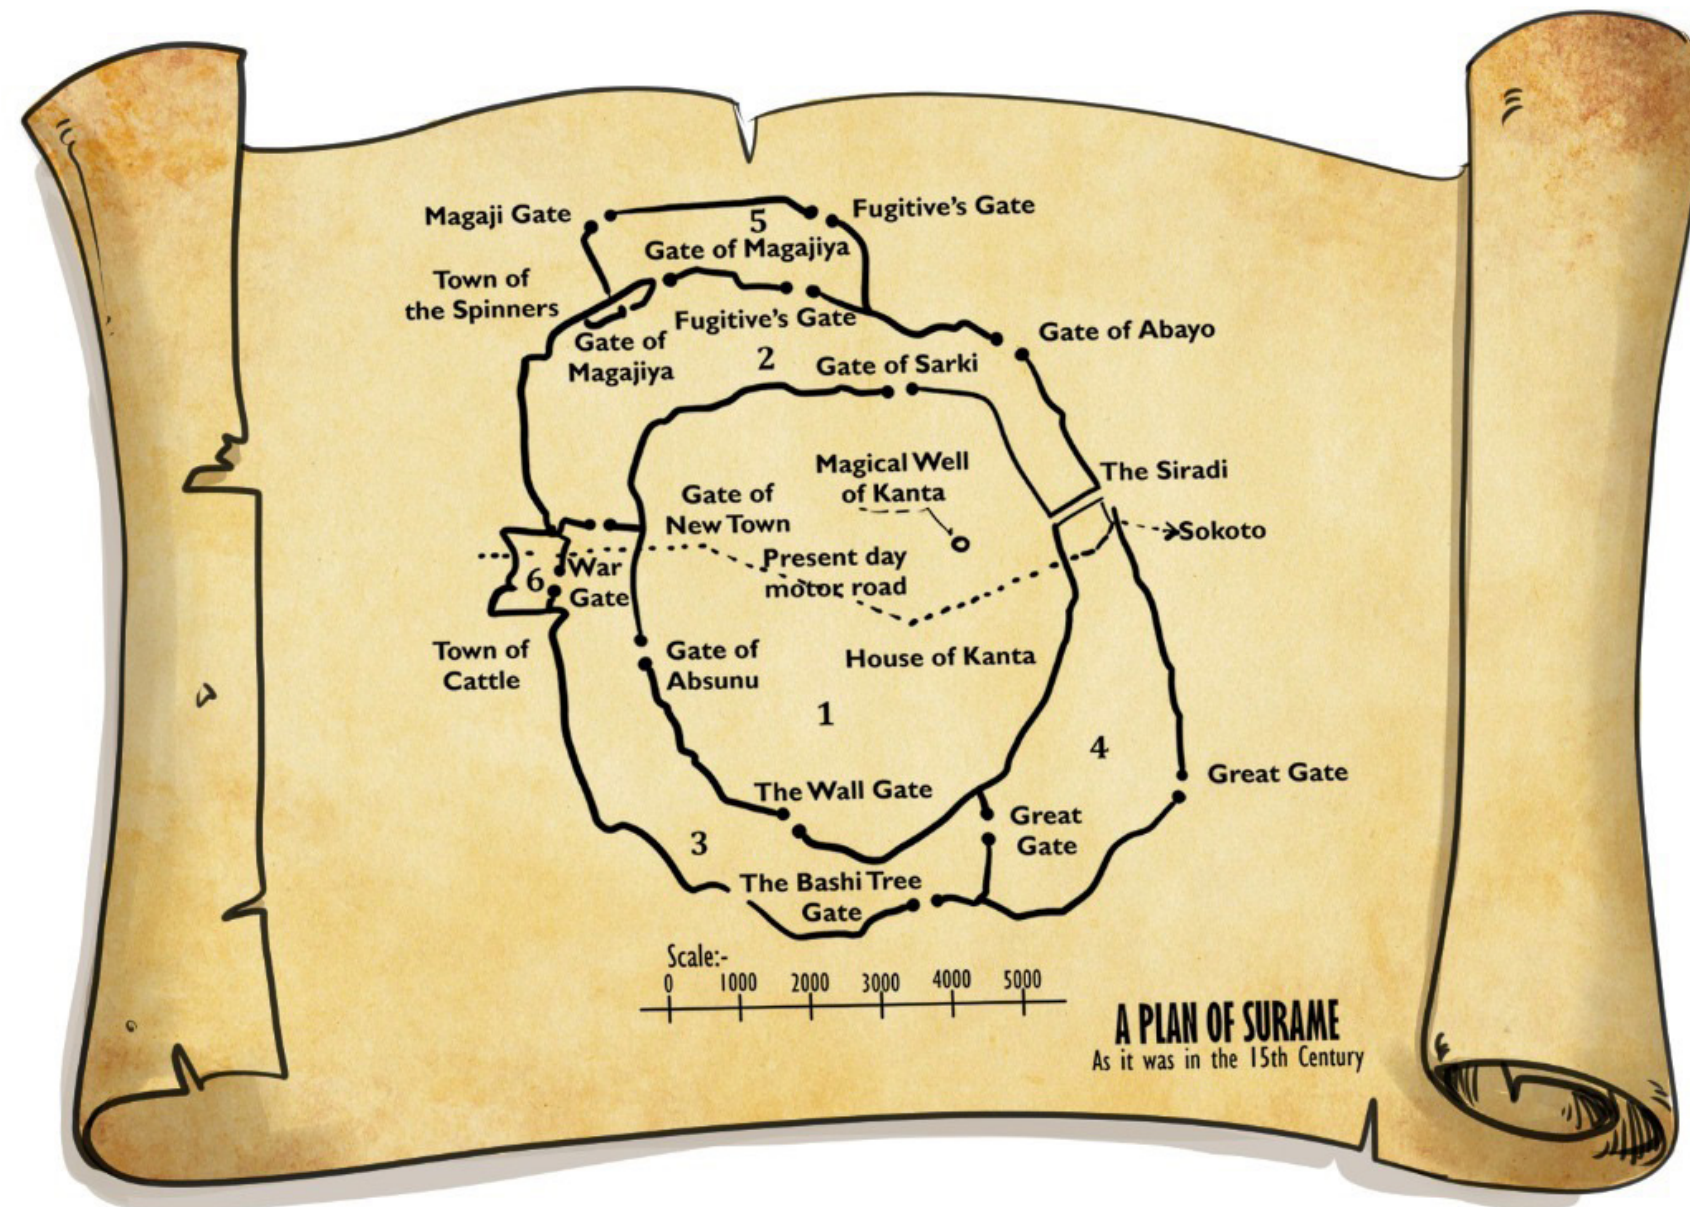 Magaji Gate
5
Fugitive's Gate
Gate of Magajiya
Town of
the Spinners
Gate of
Magajiya
Fugitive's Gate
2
Gate of Sarki
Gate of Abayo
Magical Well
of Kanta
The Siradi
Gate of
New Town
Sokoto
Present day
motor road
6
War
Gate
Town of
Cattle
Gate of
Absunu
House of Kanta
1
4
The Wall Gate
Great Gate
Great
Gate
3
The Bashi Tree
Gate
Scale:-
0 1000 2000 3000 4000 5000
A PLAN OF SURAME
As it was in the 15th Century